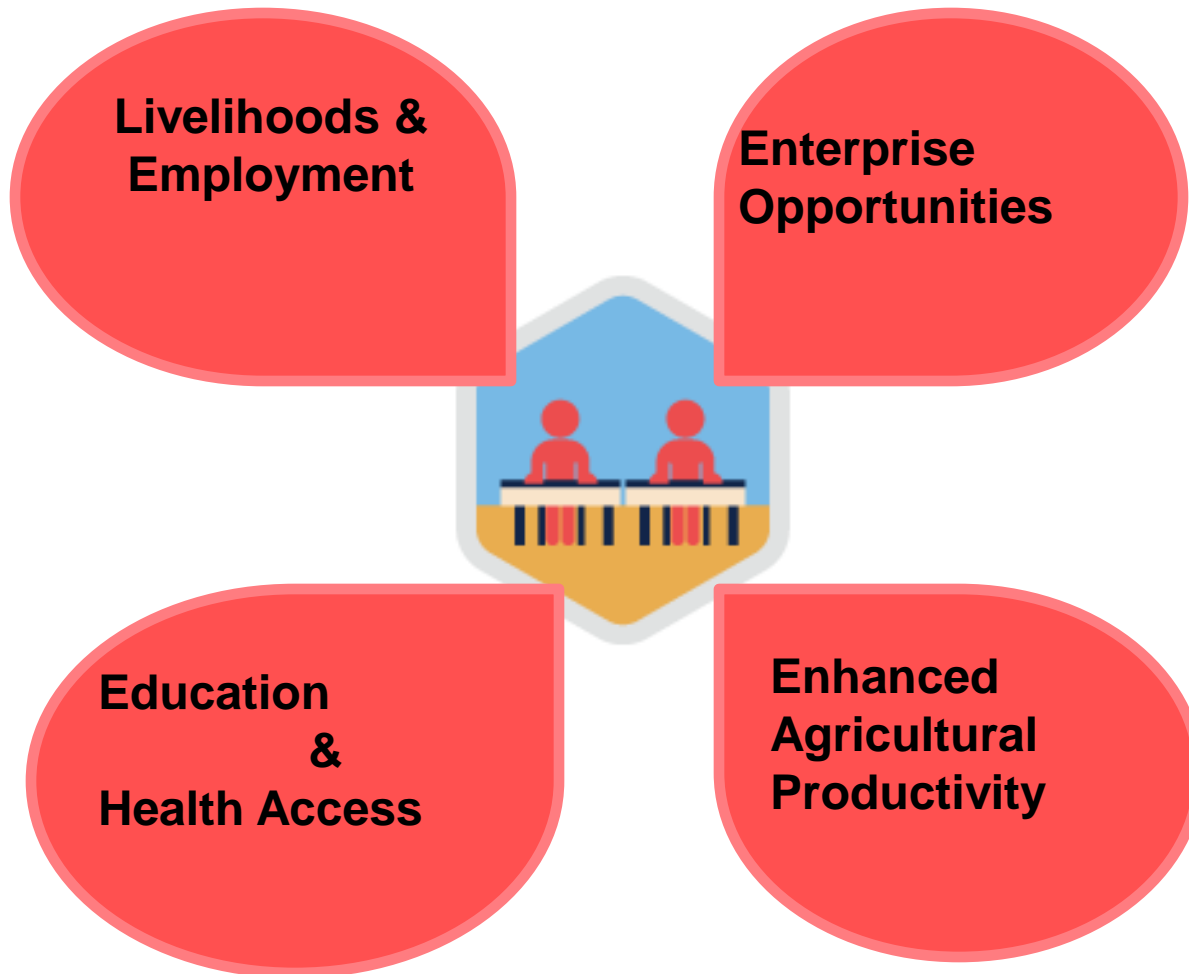 Livelihoods &
Employment
Enterprise
Opportunities
Education
&
Health Access
Enhanced
Agricultural
Productivity